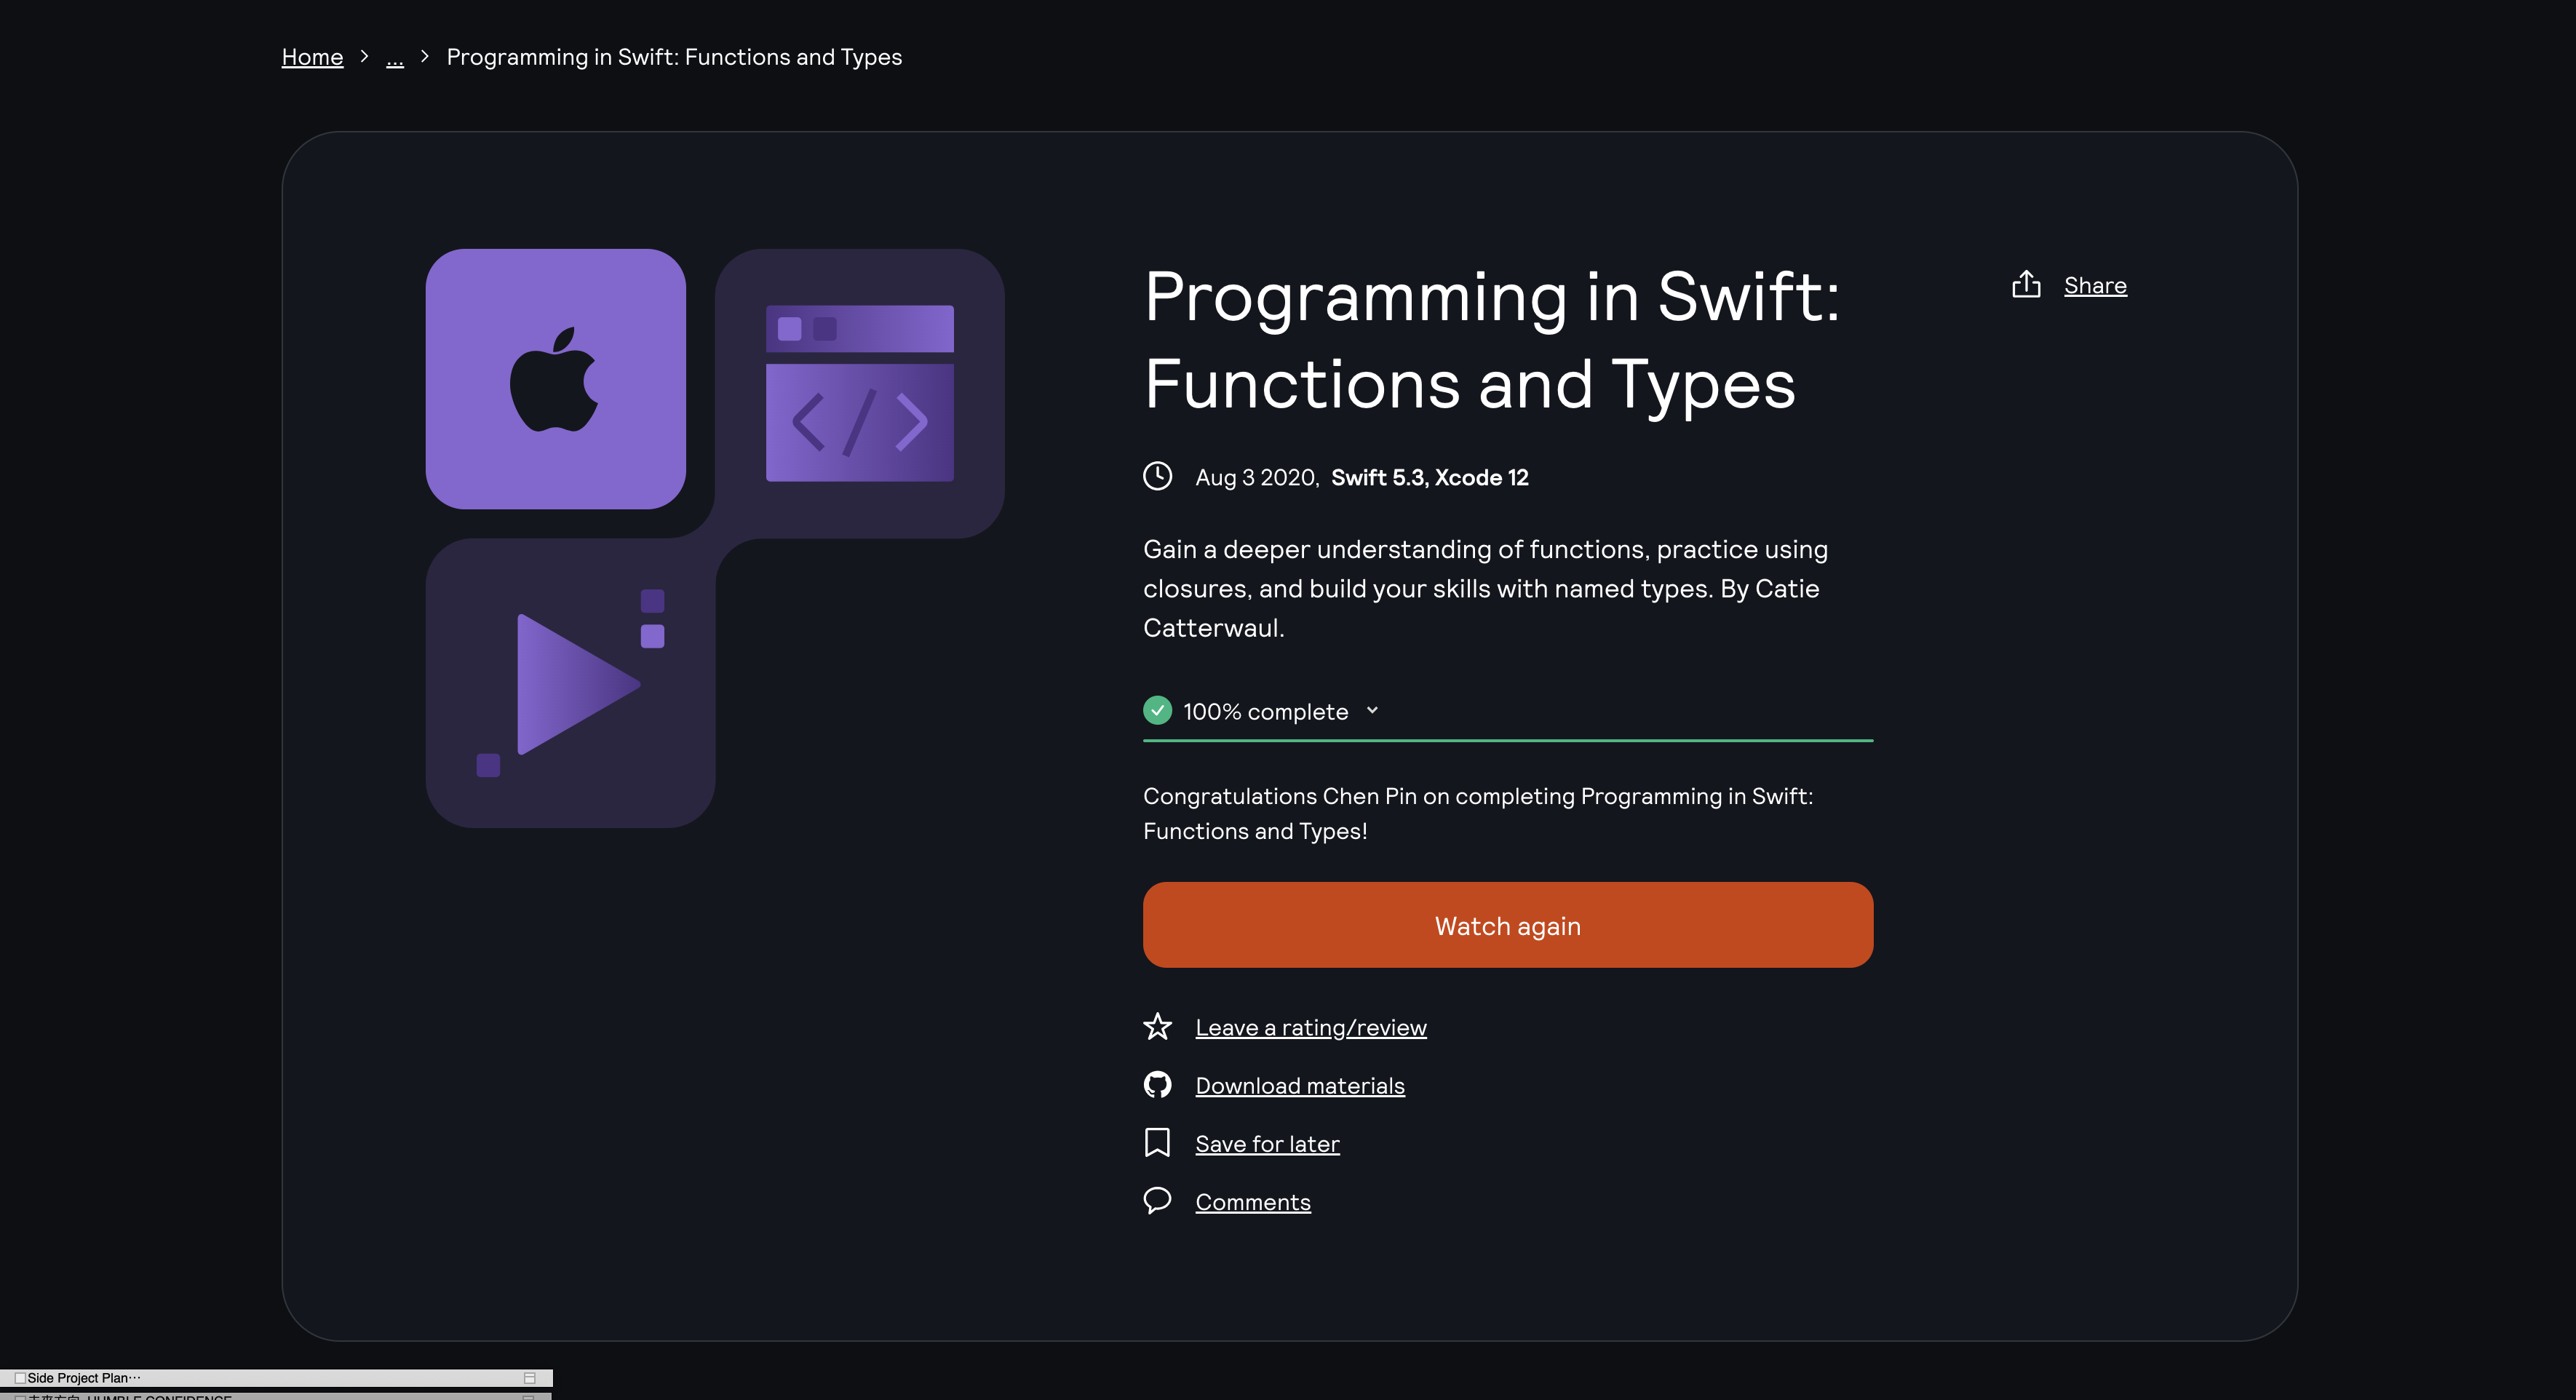 Home > ... > Programming in Swift: Functions and Types
Programming in Swift:
Functions and Types
Share
Aug 3 2020, Swift 5.3, Xcode 12
Gain a deeper understanding of functions, practice using
closures, and build your skills with named types. By Catie
Catterwaul.
100% complete
Congratulations Chen Pin on completing Programming in Swift:
Functions and Types!
Watch again
Leave a rating/review
Download materials
Save for later
Comments
Side Project Plan…
HUMBLE CONFIDENCE